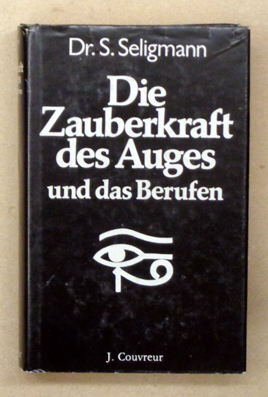 Dr. S. Seligmann
Die
Zauberkraft
des Auges
und das Berufen
J. Couvreur